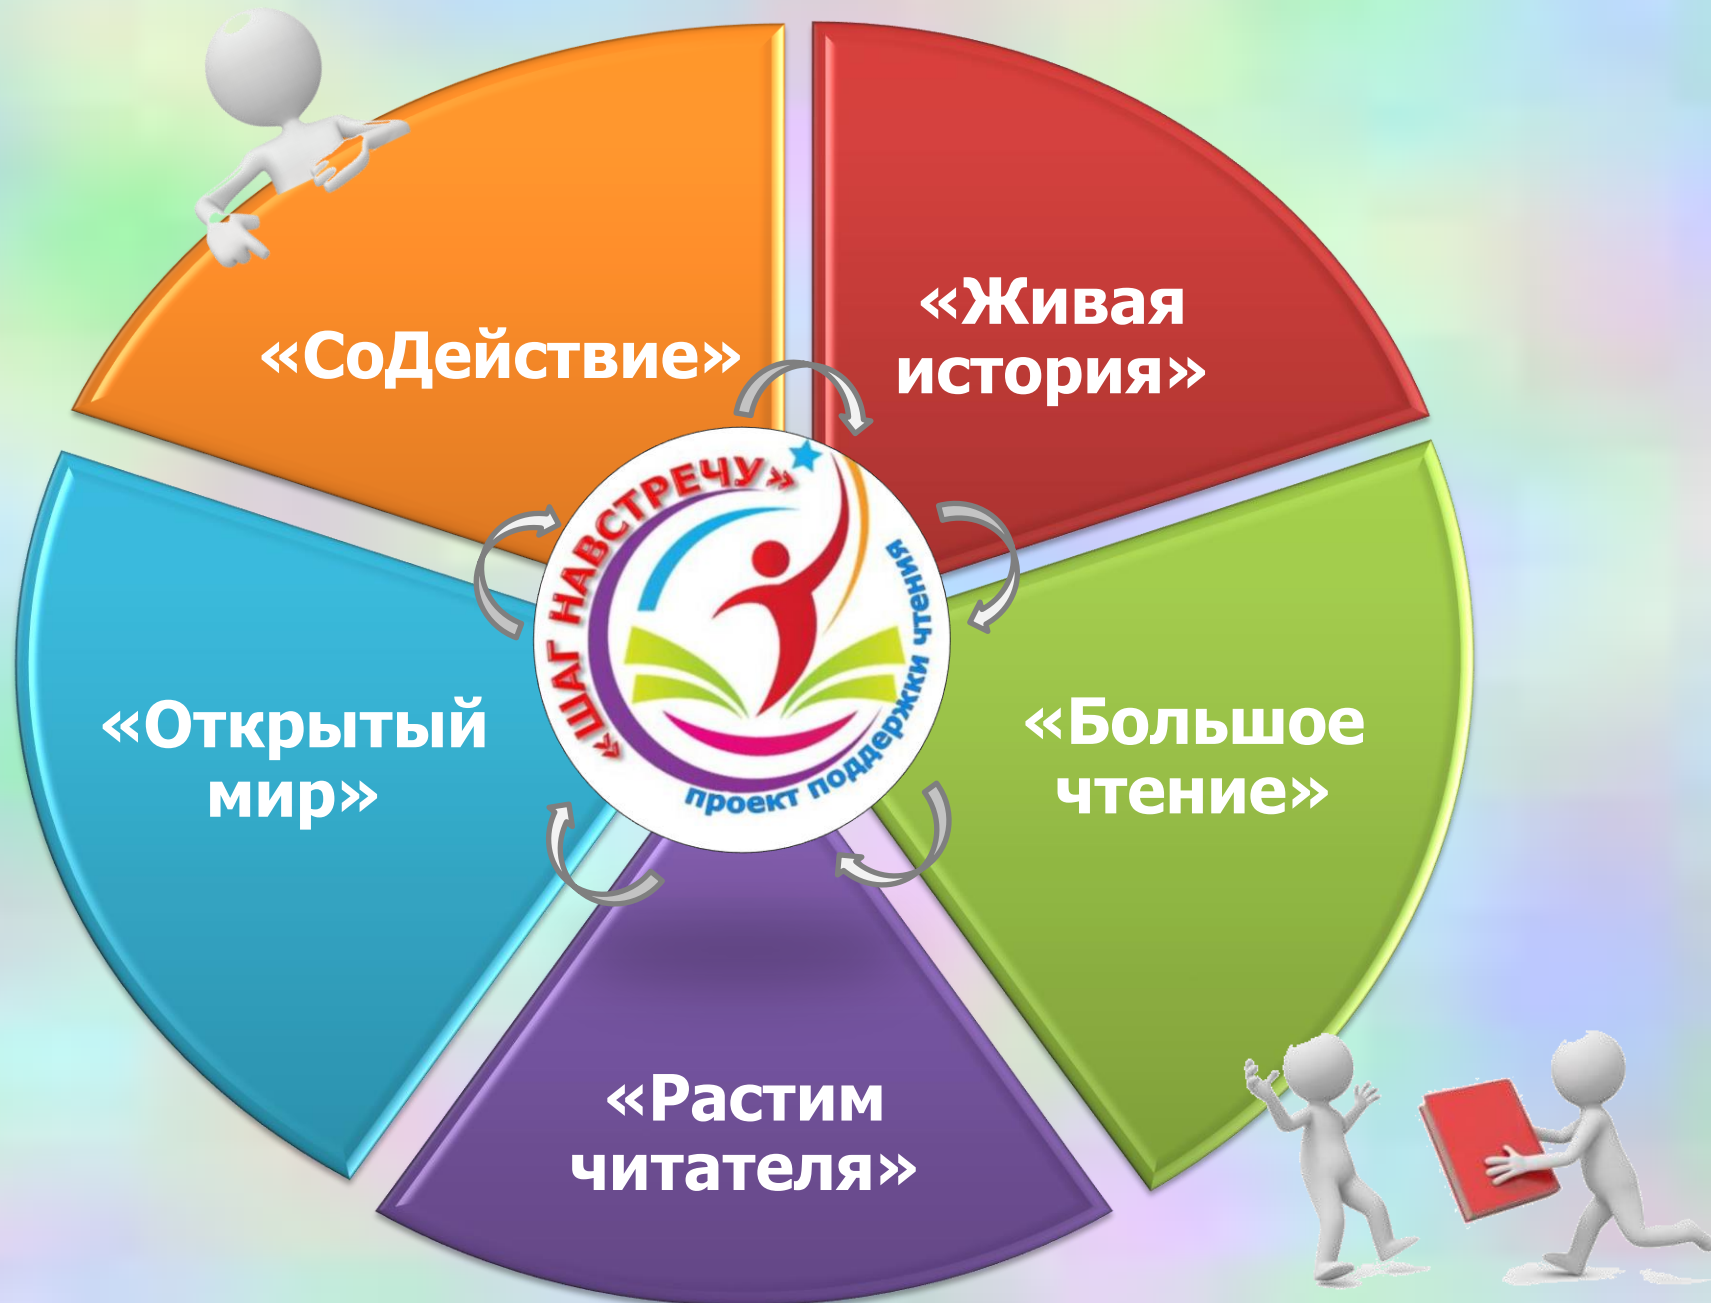 «СоДействие»
«Живая
история»
«Большое
чтение»
«Растим
читателя»
«Открытый
мир»
«ШАГ НАВСТРЕЧУ»
проект поддержки чтения